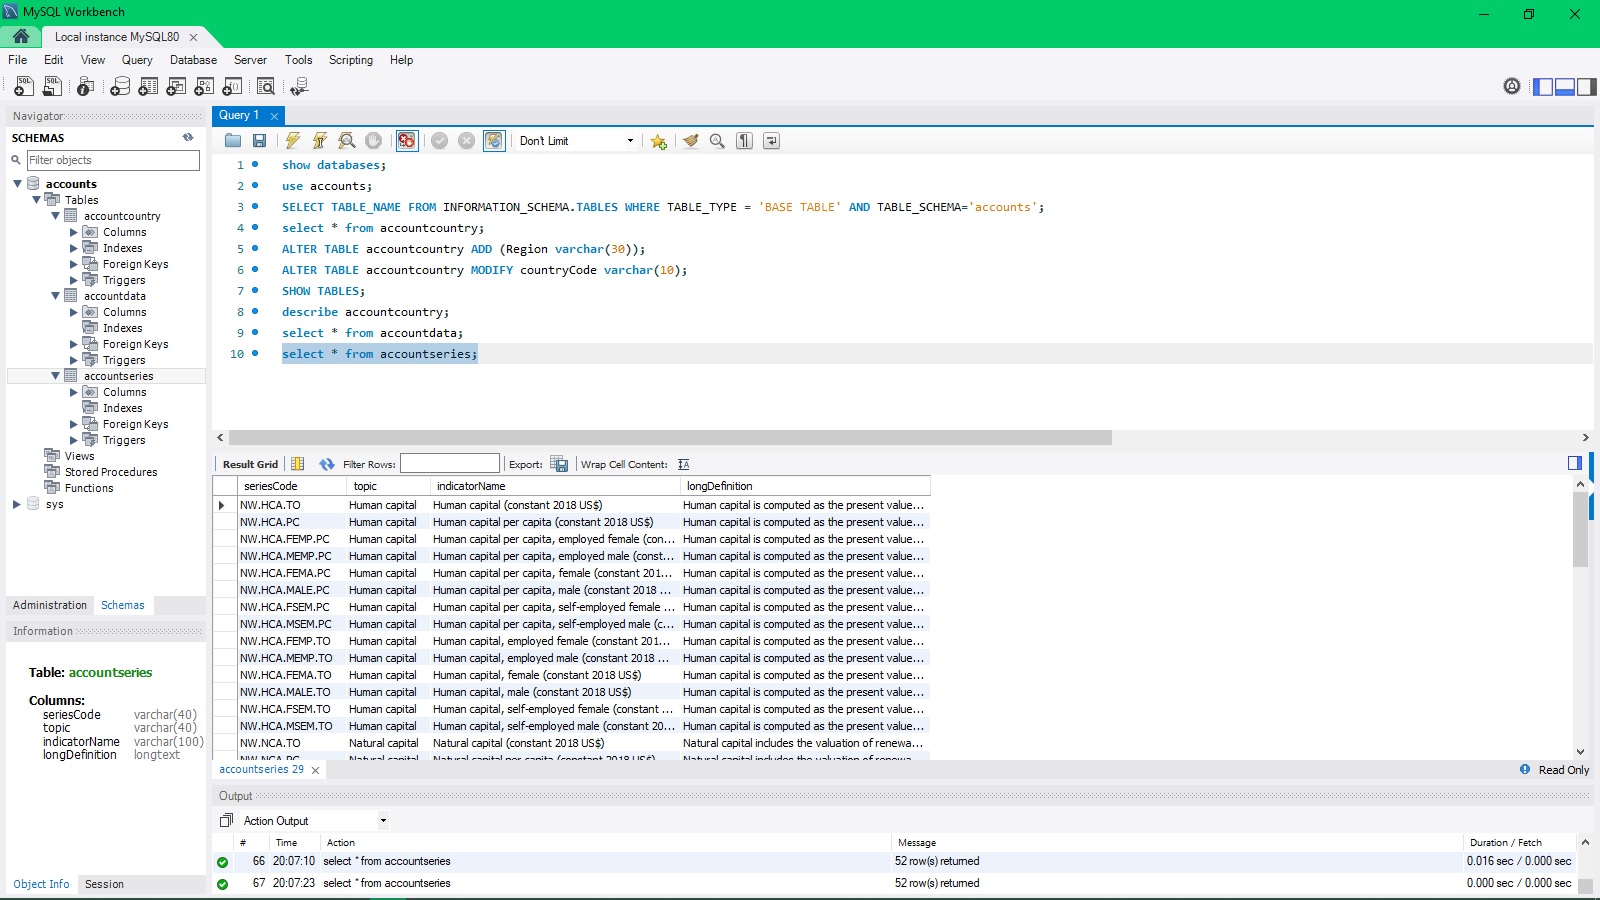 MySQL Workbench
Local instance MySQL80
File Edit View Query Database Server Tools Scripting Help
Navigator
SCHEMAS
Filter objects
accounts
Tables
accountcountry
Columns
Indexes
Foreign Keys
Triggers
accountdata
Columns
Indexes
Foreign Keys
Triggers
accountseries
Columns
Indexes
Foreign Keys
Triggers
Views
Stored Procedures
Functions
sys
Administration Schemas
Information
Table: accountseries
Columns:
seriesCode varchar(40)
topic varchar(40)
indicatorName varchar(100)
longDefinition longtext
Object Info Session
Query 1
Don't Limit
1 show databases;
2 use accounts;
3 SELECT TABLE_NAME FROM INFORMATION_SCHEMA.TABLES WHERE TABLE_TYPE = 'BASE TABLE' AND TABLE_SCHEMA='accounts';
4 select * from accountcountry;
5 ALTER TABLE accountcountry ADD (Region varchar(30));
6 ALTER TABLE accountcountry MODIFY countryCode varchar(10);
7 SHOW TABLES;
8 describe accountcountry;
9 select * from accountdata;
10 select * from accountseries;
Result Grid Filter Rows: Export: Wrap Cell Content:
seriesCode topic indicatorName longDefinition
NW.HCA.TO Human capital Human capital (constant 2018 US$) Human capital is computed as the present value...
NW.HCA.PC Human capital Human capital per capita (constant 2018 US$) Human capital is computed as the present value...
NW.HCA.FEMP.PC Human capital Human capital per capita, employed female (con... Human capital is computed as the present value...
NW.HCA.MEMP.PC Human capital Human capital per capita, employed male (const... Human capital is computed as the present value...
NW.HCA.FEMA.PC Human capital Human capital per capita, female (constant 201... Human capital is computed as the present value...
NW.HCA.MALE.PC Human capital Human capital per capita, male (constant 2018 ... Human capital is computed as the present value...
NW.HCA.FSEM.PC Human capital Human capital per capita, self-employed female ... Human capital is computed as the present value...
NW.HCA.MSEM.PC Human capital Human capital per capita, self-employed male (c... Human capital is computed as the present value...
NW.HCA.FEMP.TO Human capital Human capital, employed female (constant 201... Human capital is computed as the present value...
NW.HCA.MEMP.TO Human capital Human capital, employed male (constant 2018 ... Human capital is computed as the present value...
NW.HCA.FEMA.TO Human capital Human capital, female (constant 2018 US$) Human capital is computed as the present value...
NW.HCA.MALE.TO Human capital Human capital, male (constant 2018 US$) Human capital is computed as the present value...
NW.HCA.FSEM.TO Human capital Human capital, self-employed female (constant ... Human capital is computed as the present value...
NW.HCA.MSEM.TO Human capital Human capital, self-employed male (constant 20... Human capital is computed as the present value...
NW.NCA.TO Natural capital Natural capital (constant 2018 US$) Natural capital includes the valuation of renewa...
NW.NCA.PC Natural capital Natural capital per capita (constant 2018 US$) Natural capital includes the valuation of renewa...
accountseries 29 Read Only
Output
Action Output
# Time Action Message Duration / Fetch
66 20:07:10 select * from accountseries 52 row(s) returned 0.016 sec / 0.000 sec
67 20:07:23 select * from accountseries 52 row(s) returned 0.000 sec / 0.000 sec